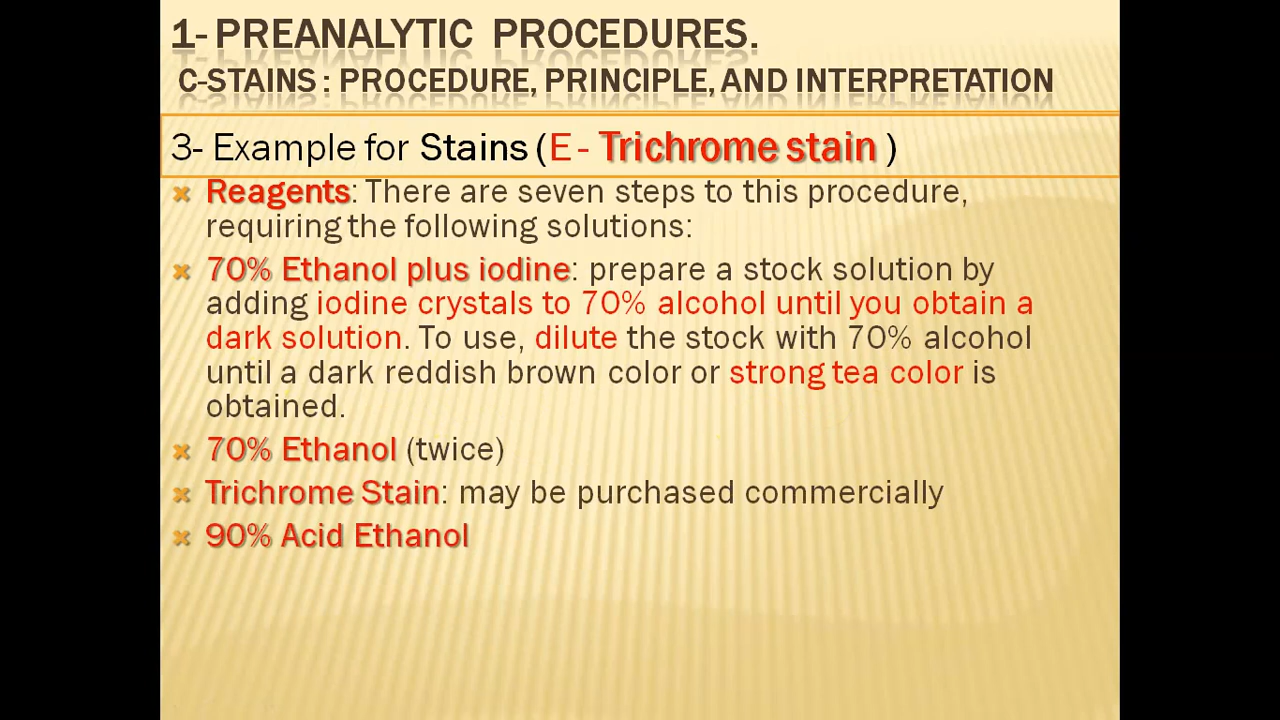 1- PREANALYTIC PROCEDURES.
C-STAINS : PROCEDURE, PRINCIPLE, AND INTERPRETATION
3- Example for Stains (E - Trichrome stain )
Reagents: There are seven steps to this procedure,
requiring the following solutions:
70% Ethanol plus iodine: prepare a stock solution by
adding iodine crystals to 70% alcohol until you obtain a
dark solution. To use, dilute the stock with 70% alcohol
until a dark reddish brown color or strong tea color is
obtained.
70% Ethanol (twice)
Trichrome Stain: may be purchased commercially
90% Acid Ethanol